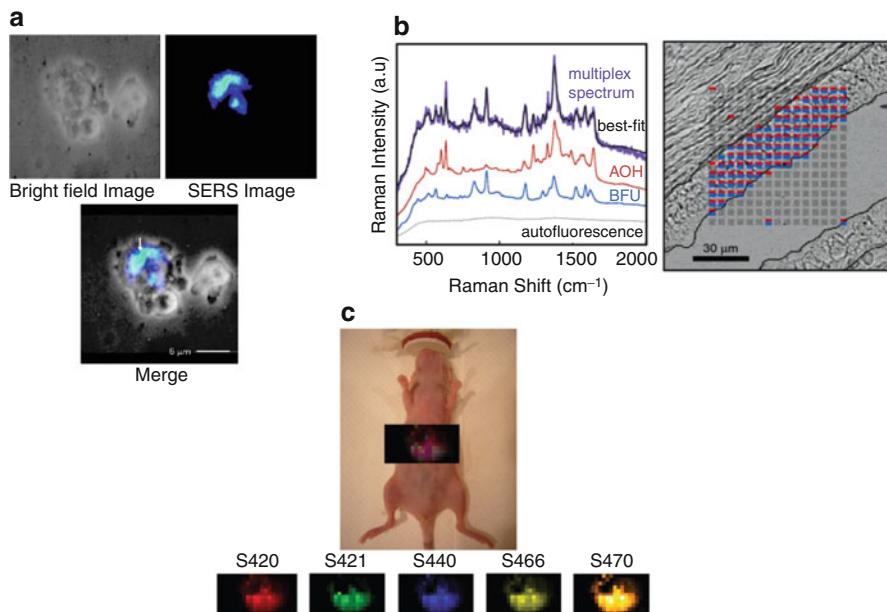 a
Bright field Image
SERS Image
5 µm
Merge
b
Raman Intensity (a.u)
multiplex
spectrum
best-fit
AOH
BFU
autofluorescence
500
1000
1500
2000
Raman Shift (cm⁻¹)
30 µm
c
S420
S421
S440
S466
S470